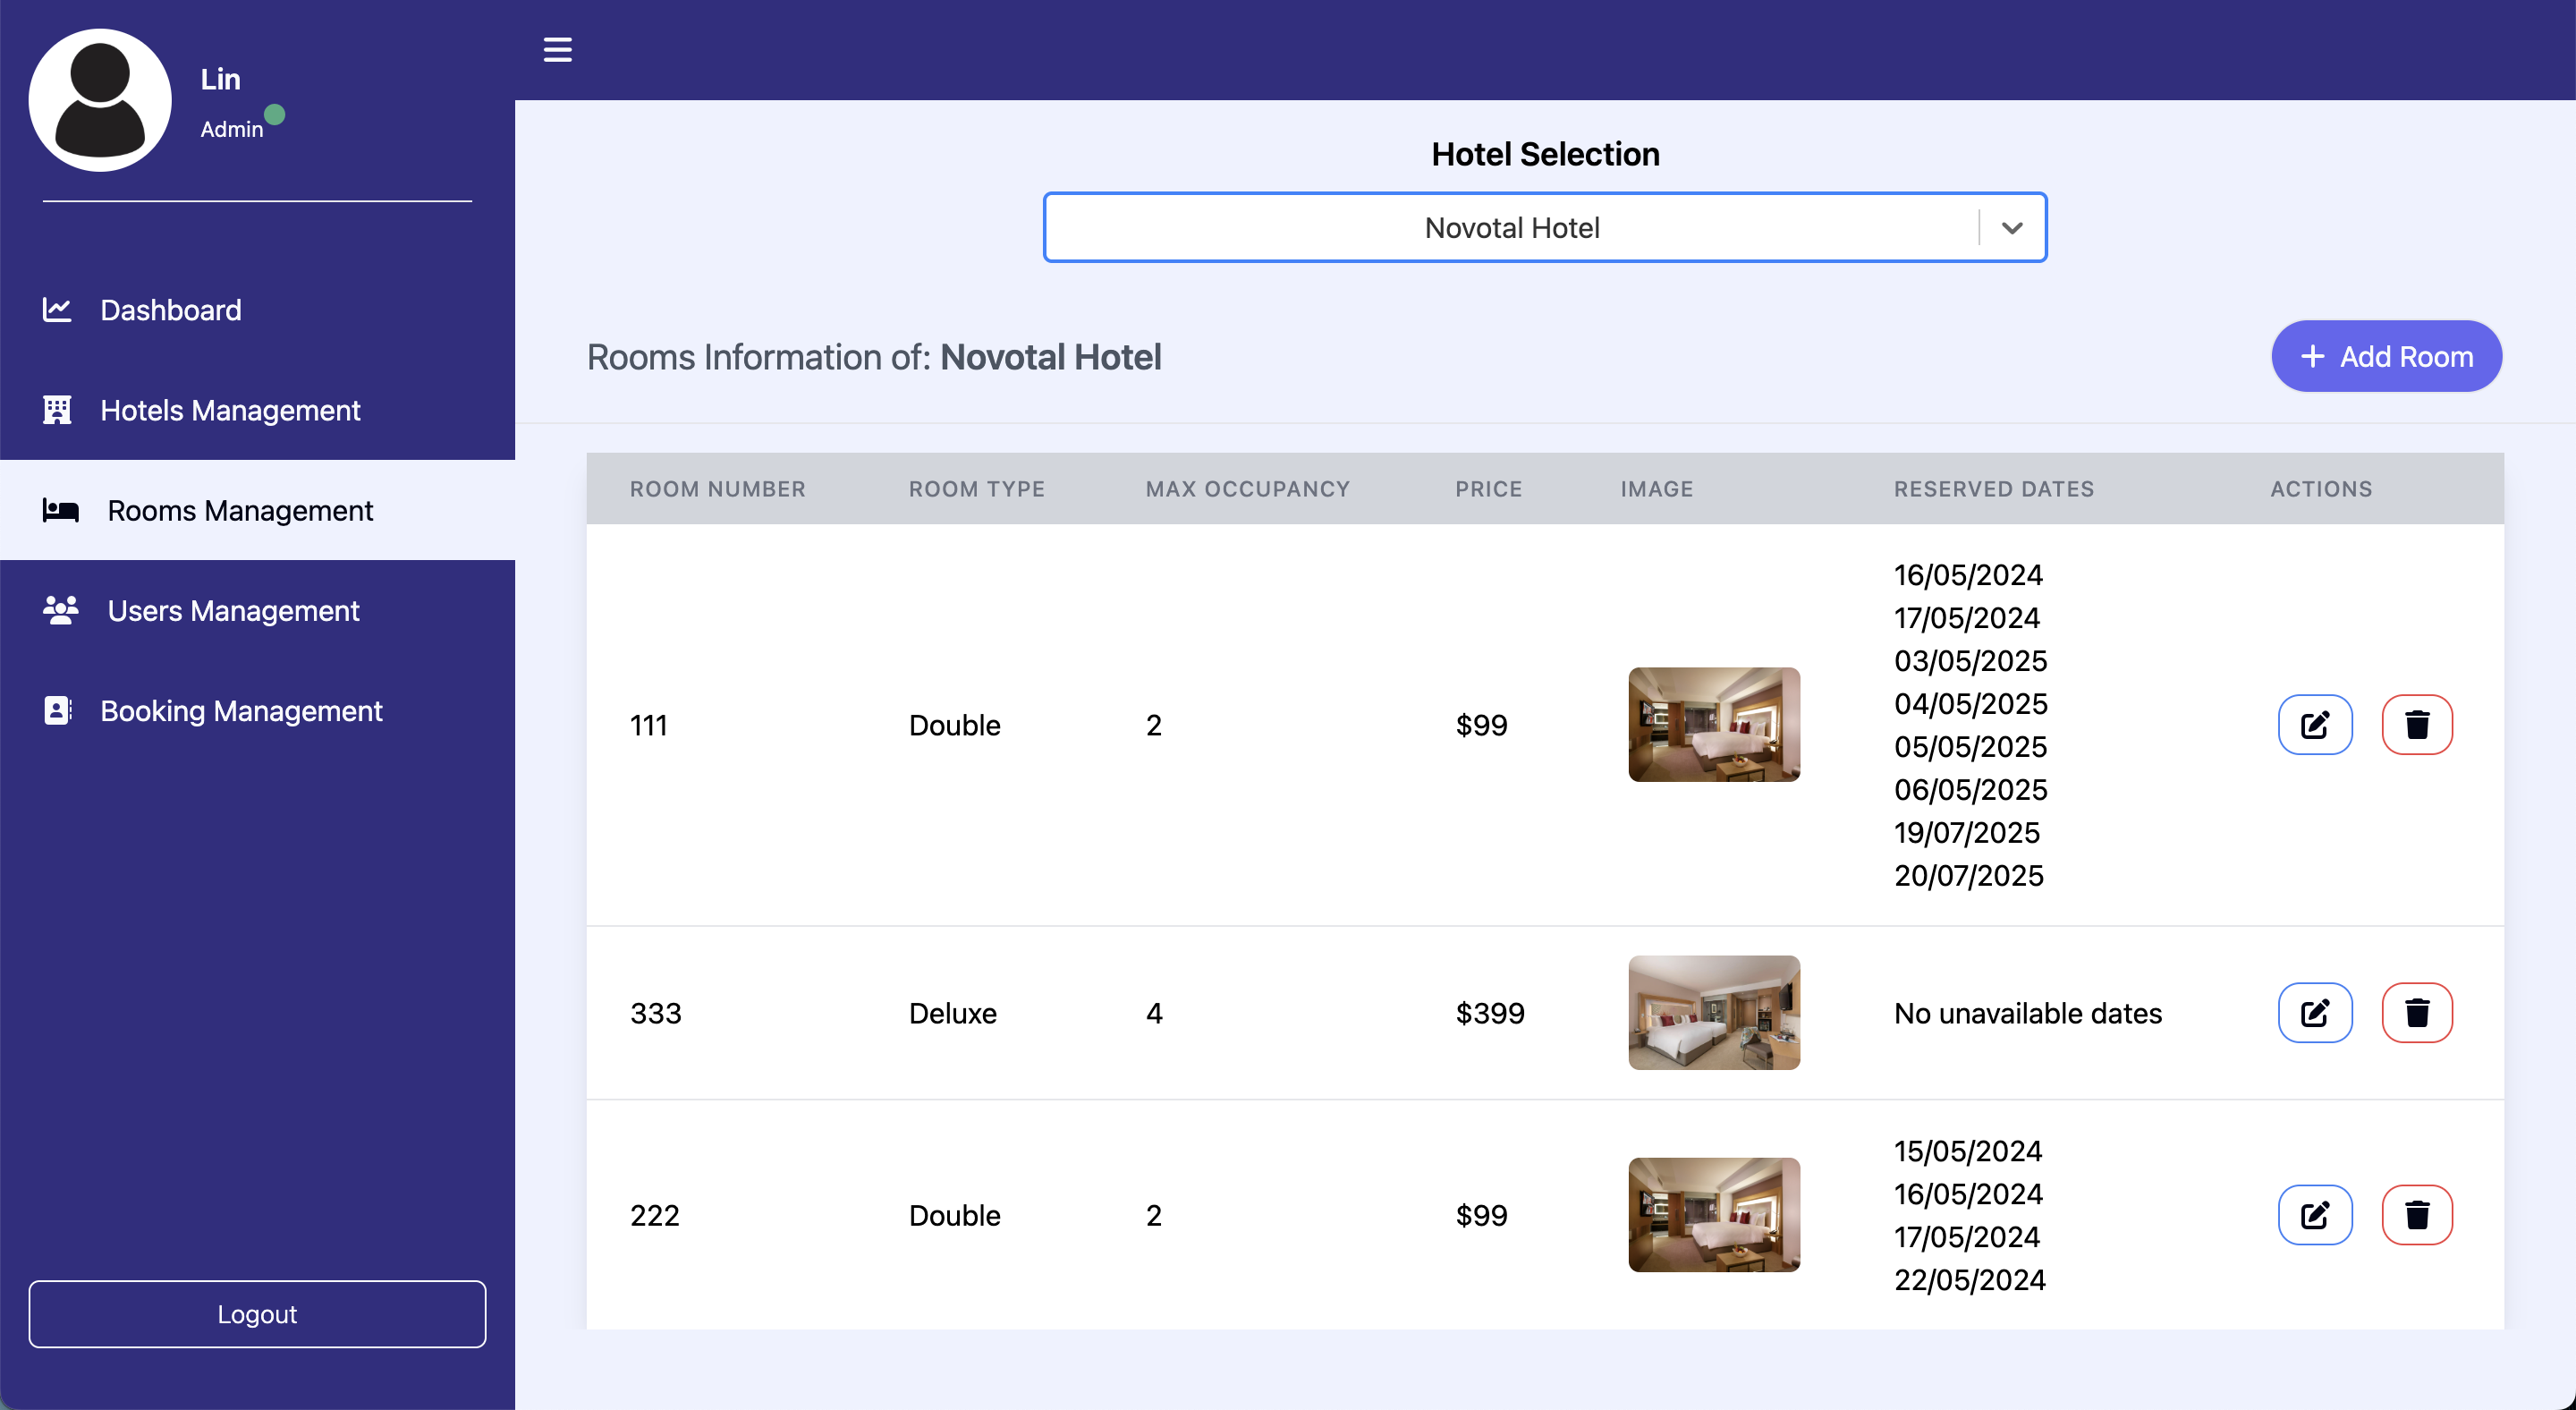 Lin
Admin
Dashboard
Hotels Management
Rooms Management
Users Management
Booking Management
Logout
Hotel Selection
Novotal Hotel
Rooms Information of: Novotal Hotel
Add Room
ROOM NUMBER ROOM TYPE MAX OCCUPANCY PRICE IMAGE RESERVED DATES ACTIONS
111 Double 2 $99
16/05/2024
17/05/2024
03/05/2025
04/05/2025
05/05/2025
06/05/2025
19/07/2025
20/07/2025
333 Deluxe 4 $399 No unavailable dates
222 Double 2 $99
15/05/2024
16/05/2024
17/05/2024
22/05/2024